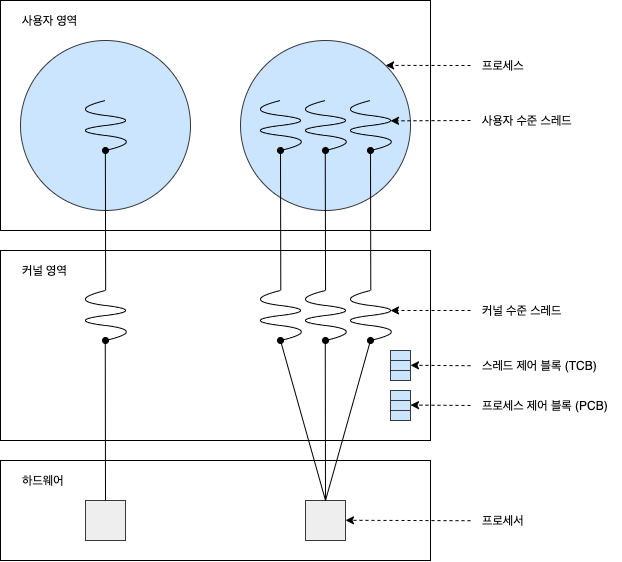 사용자 영역
프로세스
사용자 수준 스레드
커널 영역
커널 수준 스레드
스레드 제어 블록 (TCB)
프로세스 제어 블록 (PCB)
하드웨어
프로세서